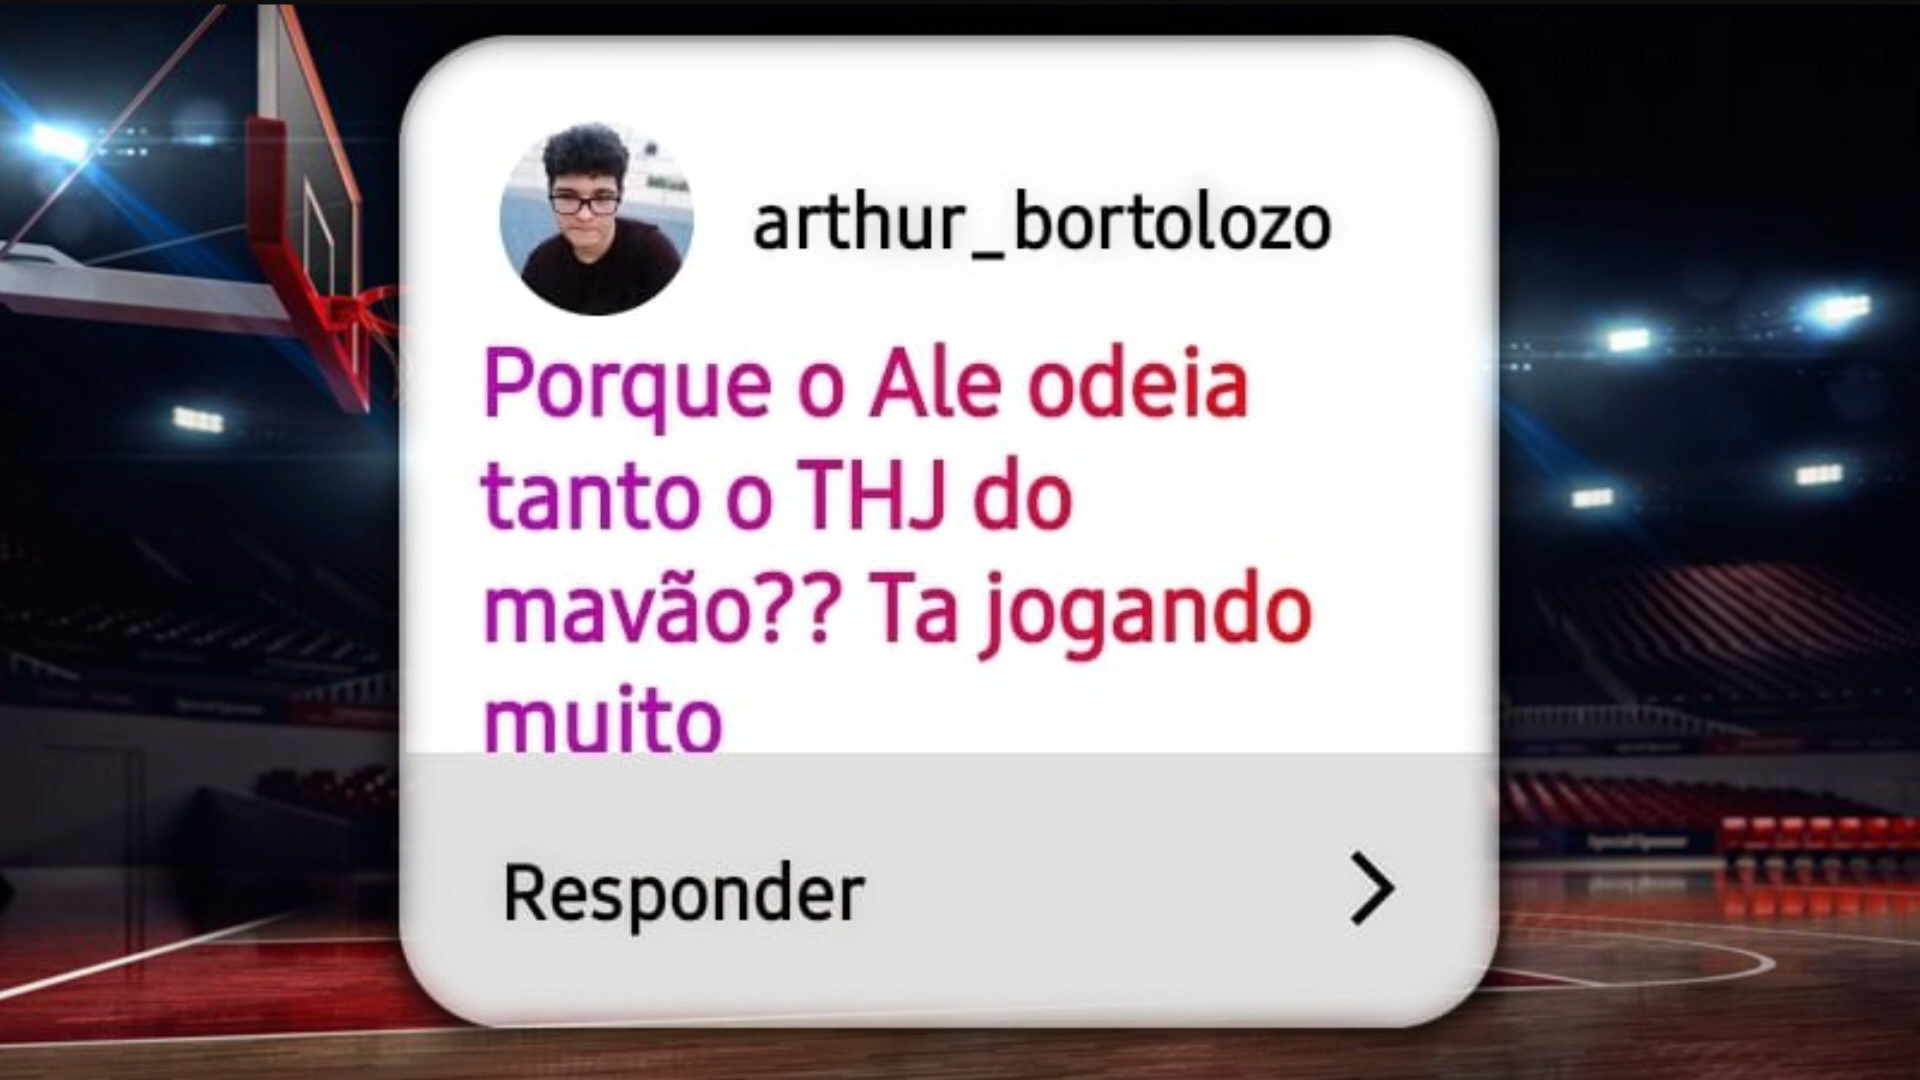 arthur_bortolozo
Porque o Ale odeia
tanto o THJ do
mavão?? Ta jogando
muito
Responder